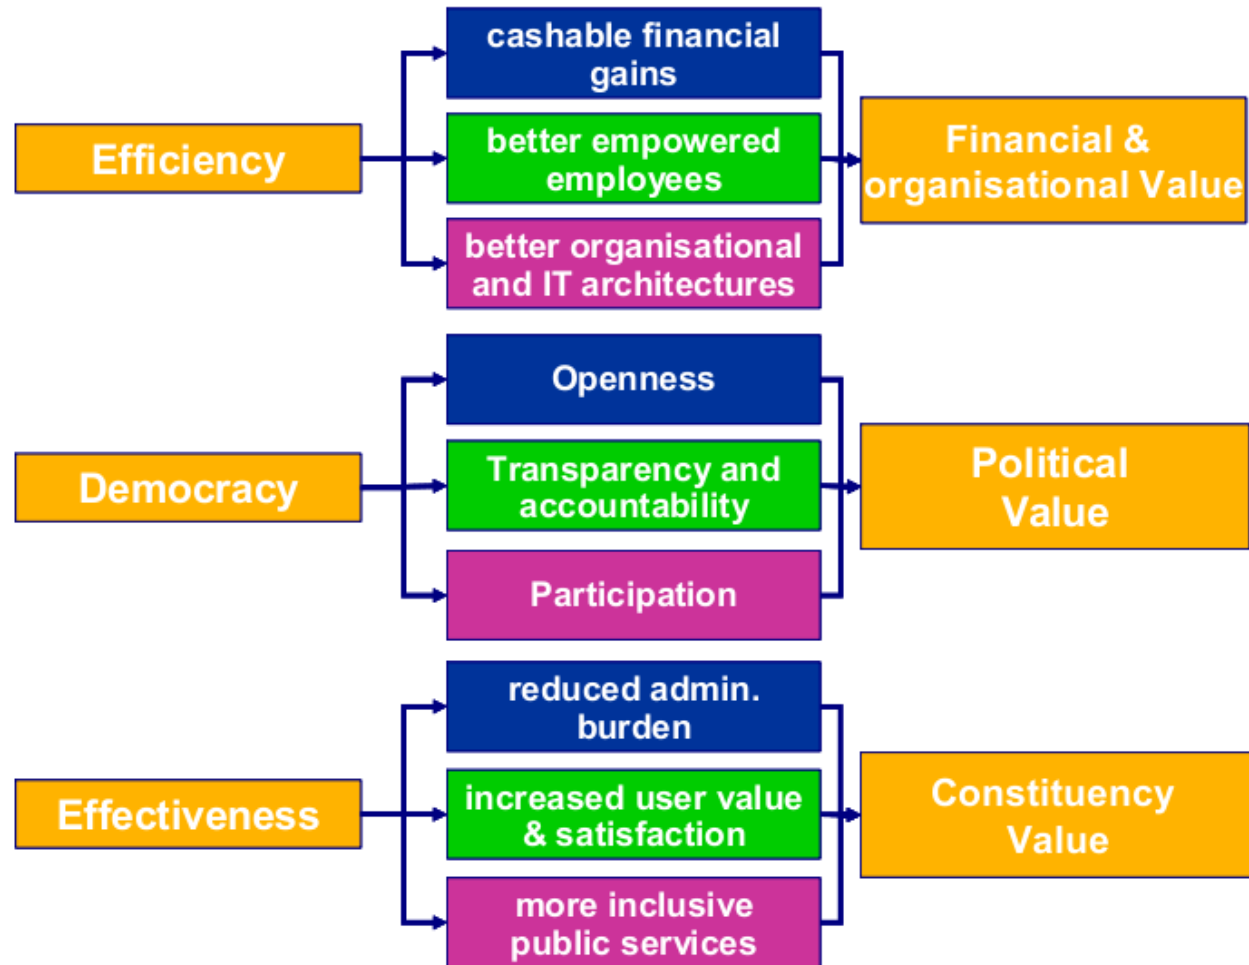 Efficiency
cashable financial
gains
better empowered
employees
better organisational
and IT architectures
Financial &
organisational Value
Democracy
Openness
Transparency and
accountability
Participation
Political
Value
Effectiveness
reduced admin.
burden
increased user value
& satisfaction
more inclusive
public services
Constituency
Value